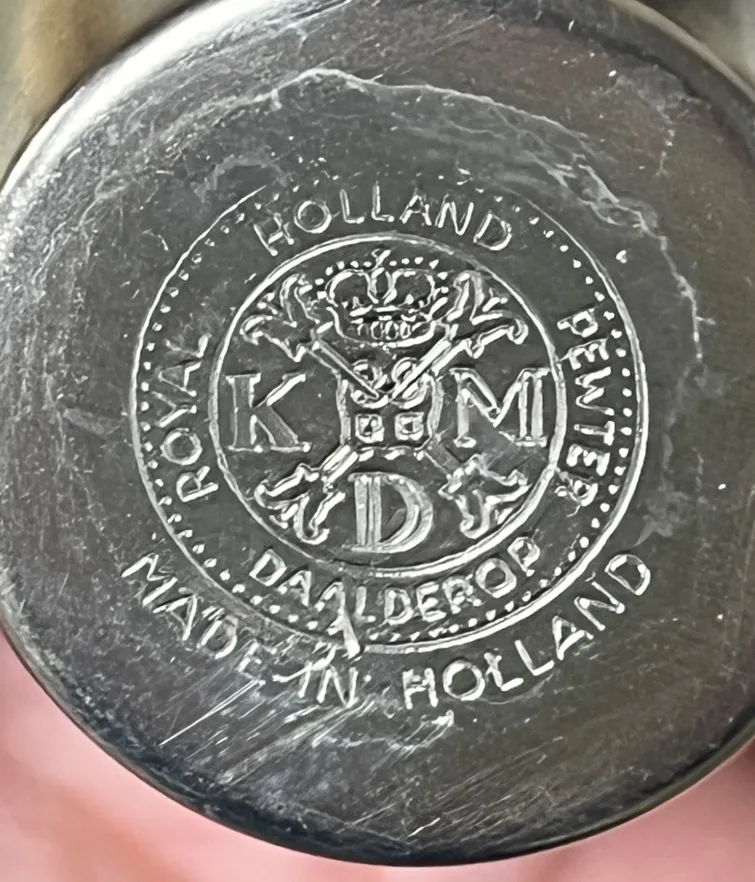 HOLLAND
ROYAL
PEWTER
K M
D
DAALDEROP
MADE IN HOLLAND